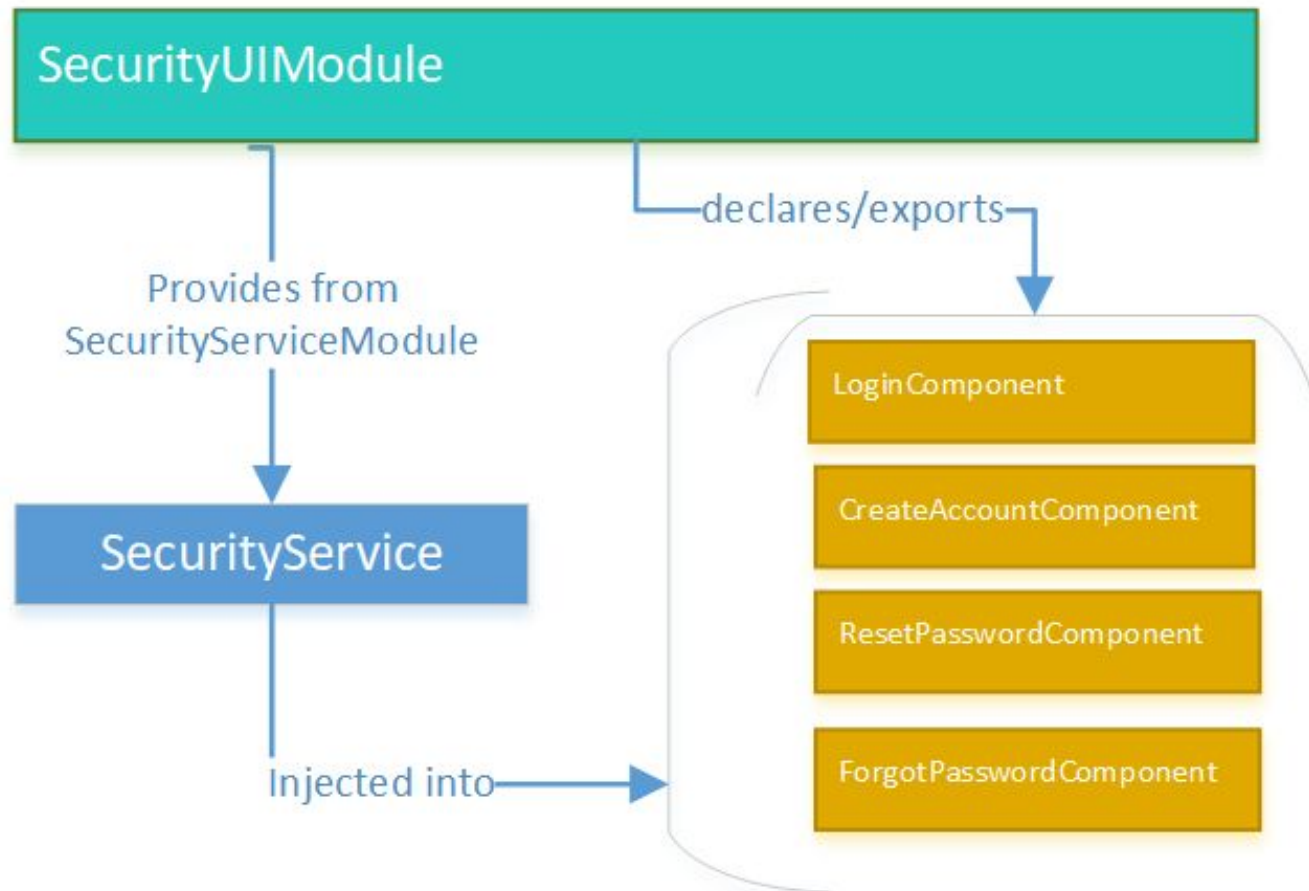 SecurityUIModule
declares/exports
Provides from
SecurityServiceModule
LoginComponent
CreateAccountComponent
SecurityService
ResetPasswordComponent
ForgotPasswordComponent
Injected into